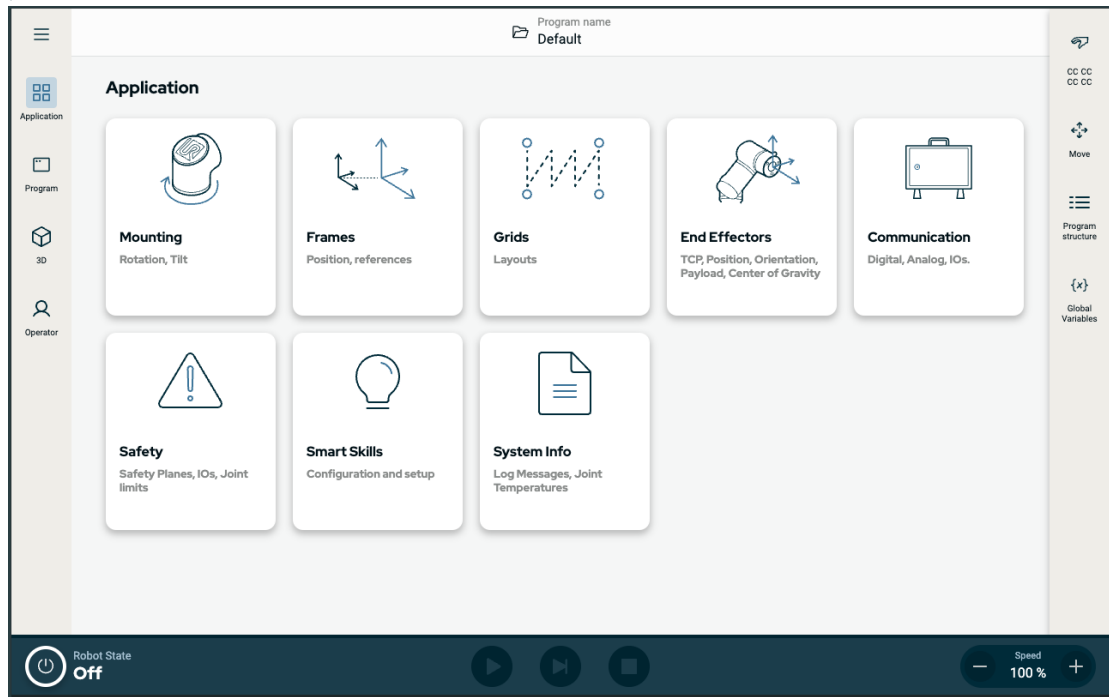 Program name
Default
Application
Program
3D
Operator
Application
Mounting
Rotation, Tilt
Frames
Position, references
Grids
Layouts
End Effectors
TCP, Position, Orientation,
Payload, Center of Gravity
Communication
Digital, Analog, IOs.
Safety
Safety Planes, IOs, Joint
limits
Smart Skills
Configuration and setup
System Info
Log Messages, Joint
Temperatures
CC CC
CC CC
Move
Program
structure
{x}
Global
Variables
Robot State
Off
Speed
100 %